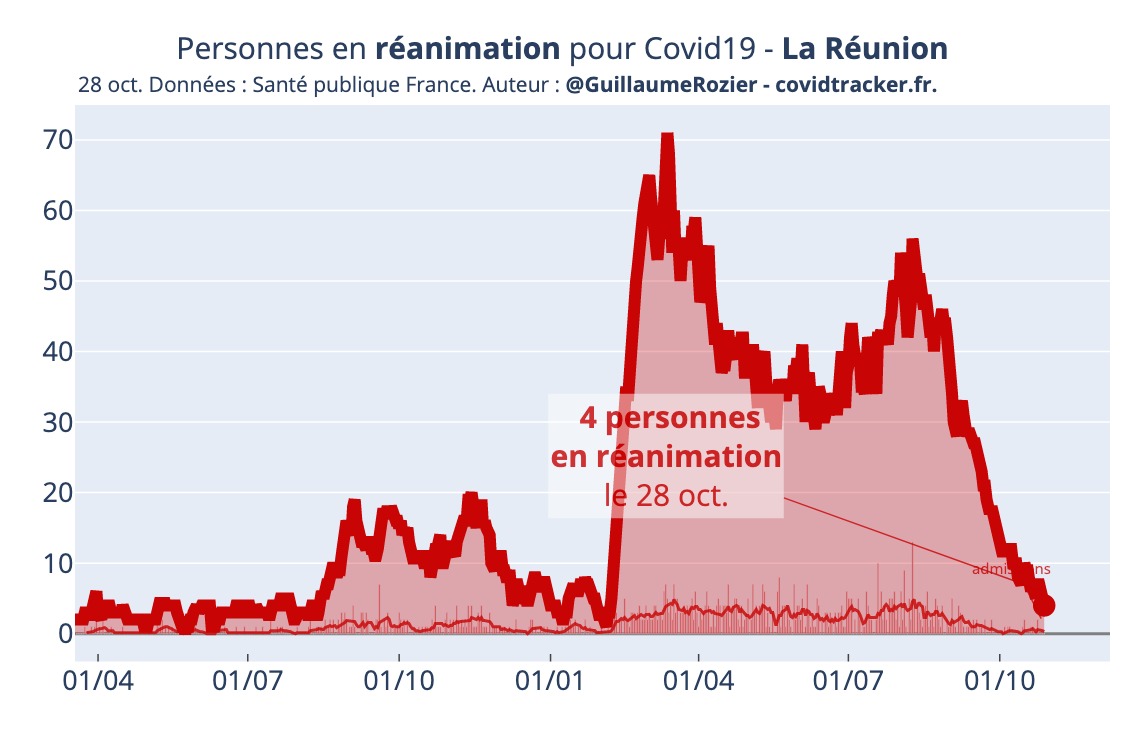 Personnes en réanimation pour Covid19 - La Réunion
28 oct. Données : Santé publique France. Auteur : @GuillaumeRozier - covidtracker.fr.
70
60
50
40
30
20
10
0
4 personnes
en réanimation
le 28 oct.
01/04 01/07 01/10 01/01 01/04 01/07 01/10